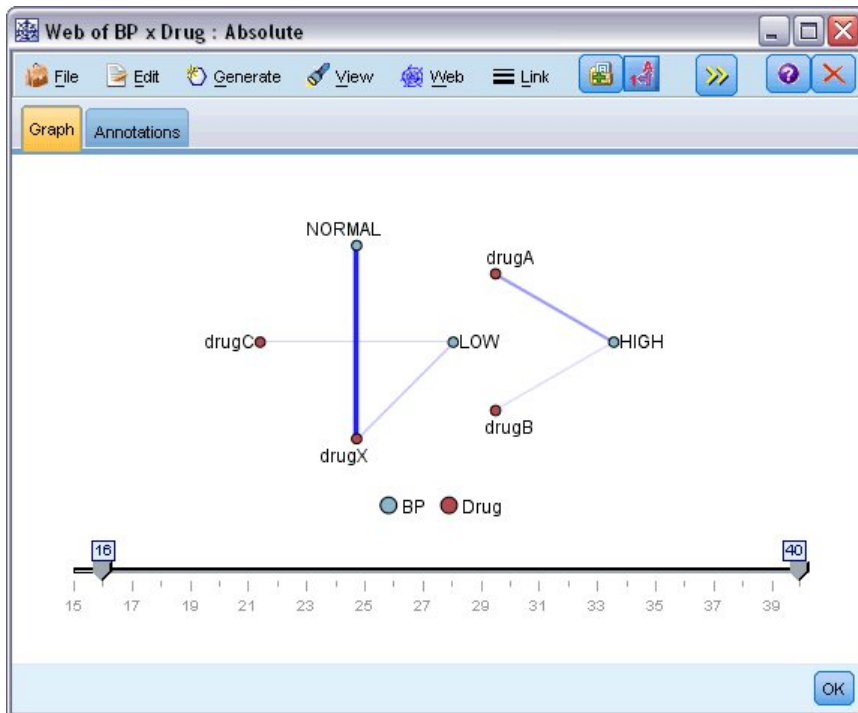 Web of BP x Drug : Absolute
File Edit Generate View Web Link
Graph Annotations
NORMAL
drugA
drugC LOW HIGH
drugB
drugX
BP Drug
16 40
15 17 19 21 23 25 27 29 31 33 35 37 39
OK